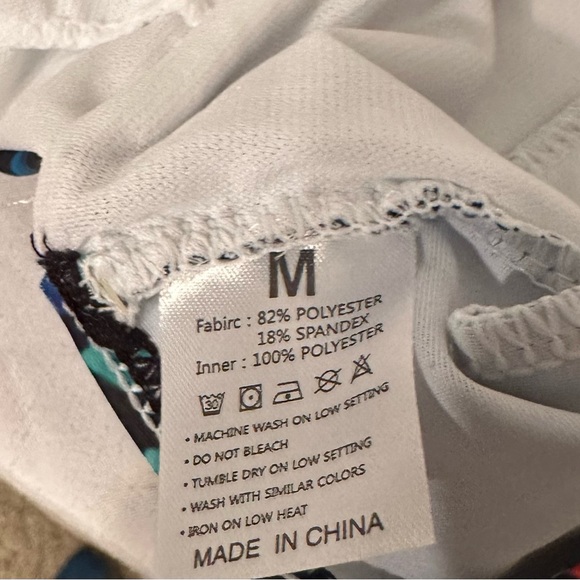 M
Fabirc : 82% POLYESTER
18% SPANDEX
Inner : 100% POLYESTER
30
• MACHINE WASH ON LOW SETTING
• DO NOT BLEACH
• TUMBLE DRY ON LOW SETTING
• WASH WITH SIMILAR COLORS
• IRON ON LOW HEAT
MADE IN CHINA